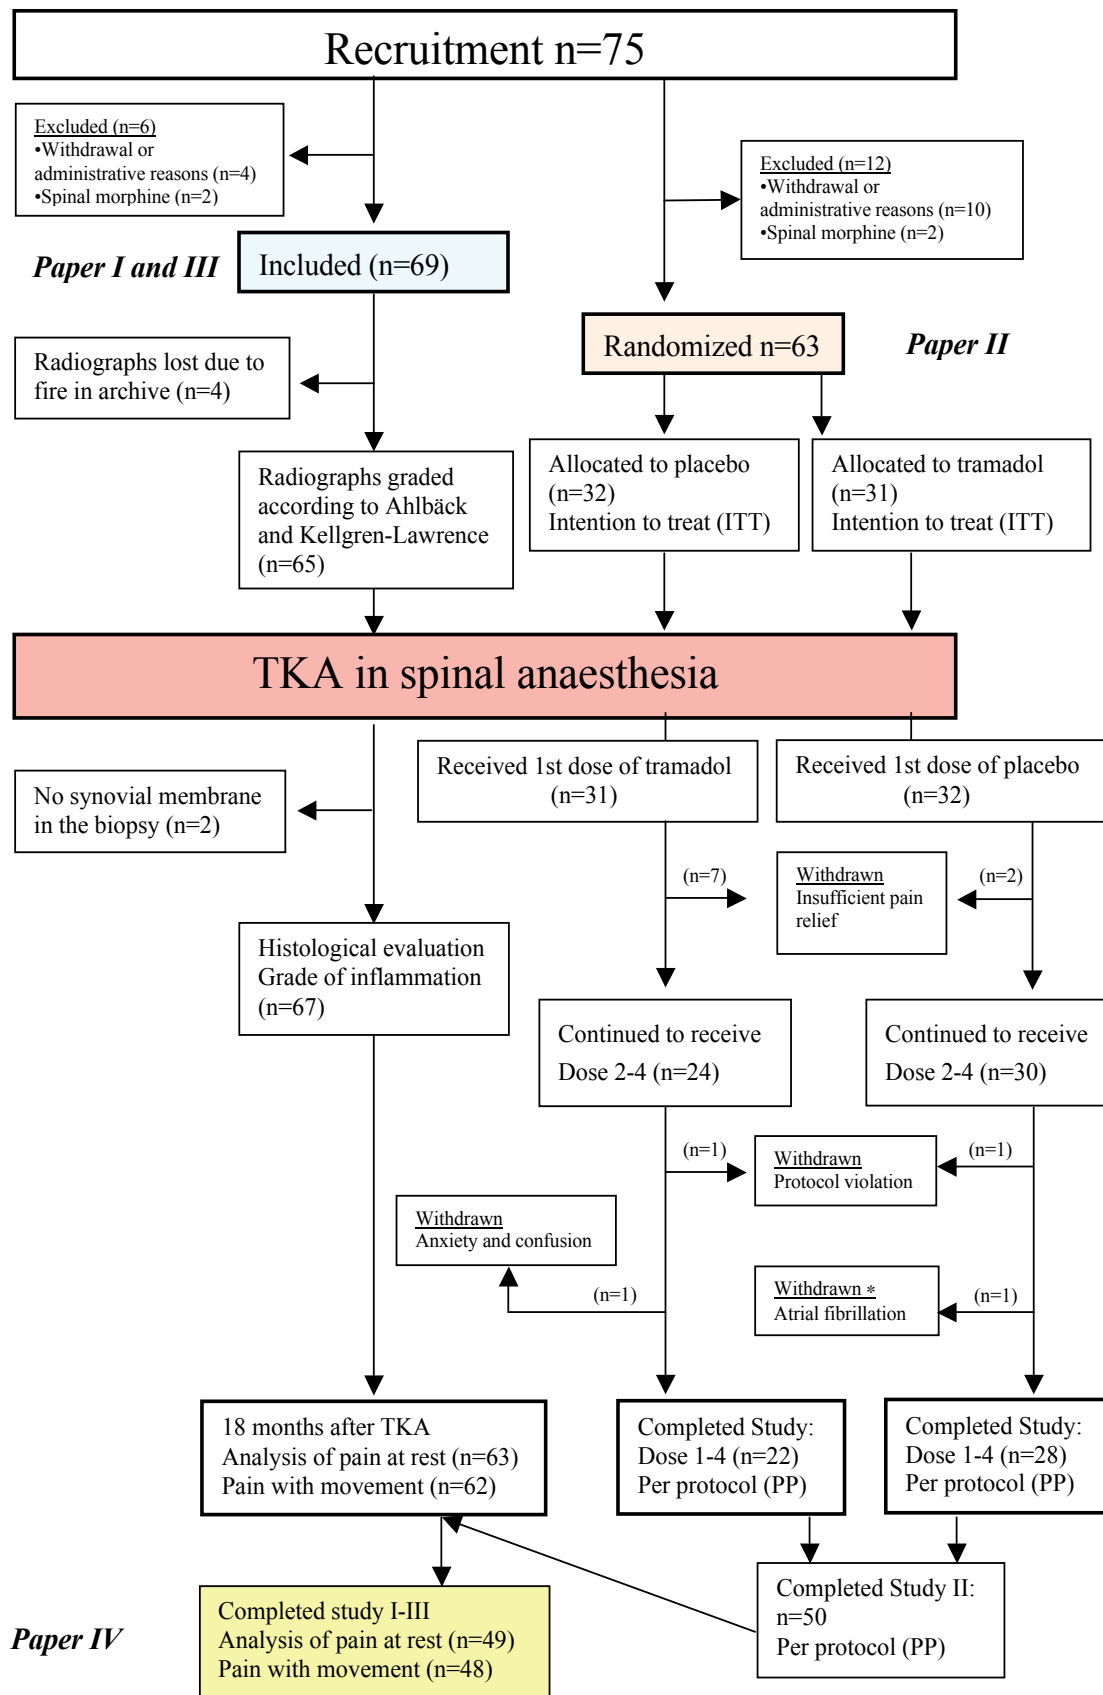 Recruitment n=75
Excluded (n=6)
•Withdrawal or
administrative reasons (n=4)
•Spinal morphine (n=2)
Excluded (n=12)
•Withdrawal or
administrative reasons (n=10)
•Spinal morphine (n=2)
Paper I and III
Included (n=69)
Randomized n=63
Paper II
Radiographs lost due to
fire in archive (n=4)
Radiographs graded
according to Ahlbäck
and Kellgren-Lawrence
(n=65)
Allocated to placebo
(n=32)
Intention to treat (ITT)
Allocated to tramadol
(n=31)
Intention to treat (ITT)
TKA in spinal anaesthesia
Received 1st dose of tramadol
(n=31)
Received 1st dose of placebo
(n=32)
No synovial membrane
in the biopsy (n=2)
(n=7)
Withdrawn
Insufficient pain
relief
(n=2)
Histological evaluation
Grade of inflammation
(n=67)
Continued to receive
Dose 2-4 (n=24)
Continued to receive
Dose 2-4 (n=30)
(n=1)
Withdrawn
Protocol violation
(n=1)
Withdrawn
Anxiety and confusion
(n=1)
Withdrawn *
Atrial fibrillation
(n=1)
18 months after TKA
Analysis of pain at rest (n=63)
Pain with movement (n=62)
Completed Study:
Dose 1-4 (n=22)
Per protocol (PP)
Completed Study:
Dose 1-4 (n=28)
Per protocol (PP)
Paper IV
Completed study I-III
Analysis of pain at rest (n=49)
Pain with movement (n=48)
Completed Study II:
n=50
Per protocol (PP)